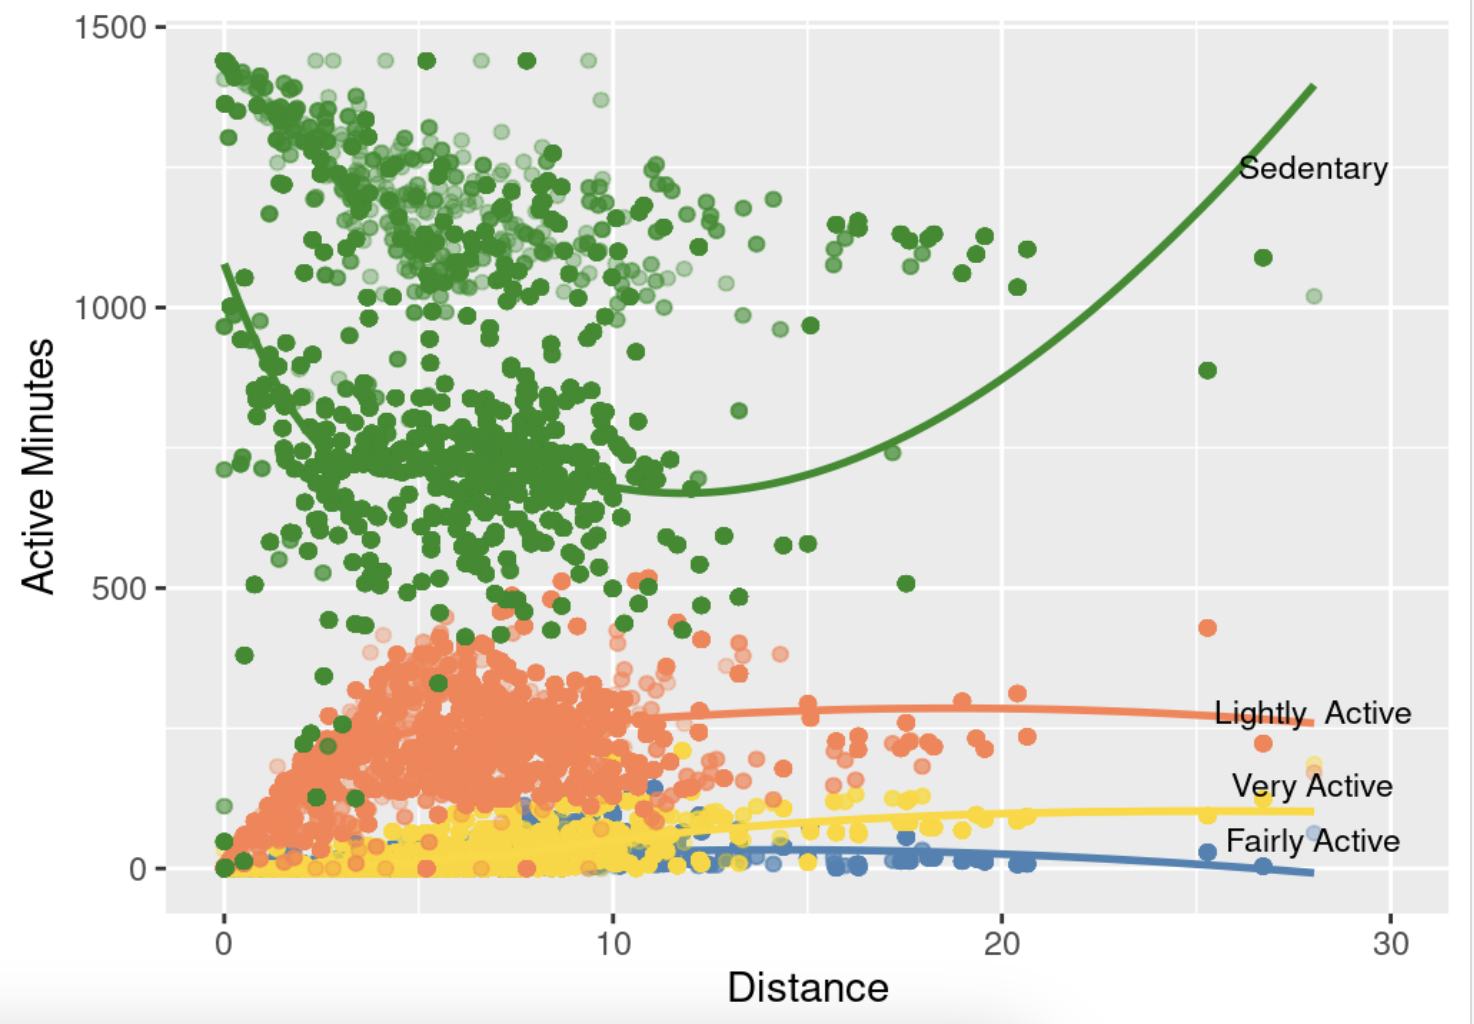 1500
1000
500
0
Active Minutes
Sedentary
Lightly  Active
Very Active
Fairly Active
0
10
20
30
Distance